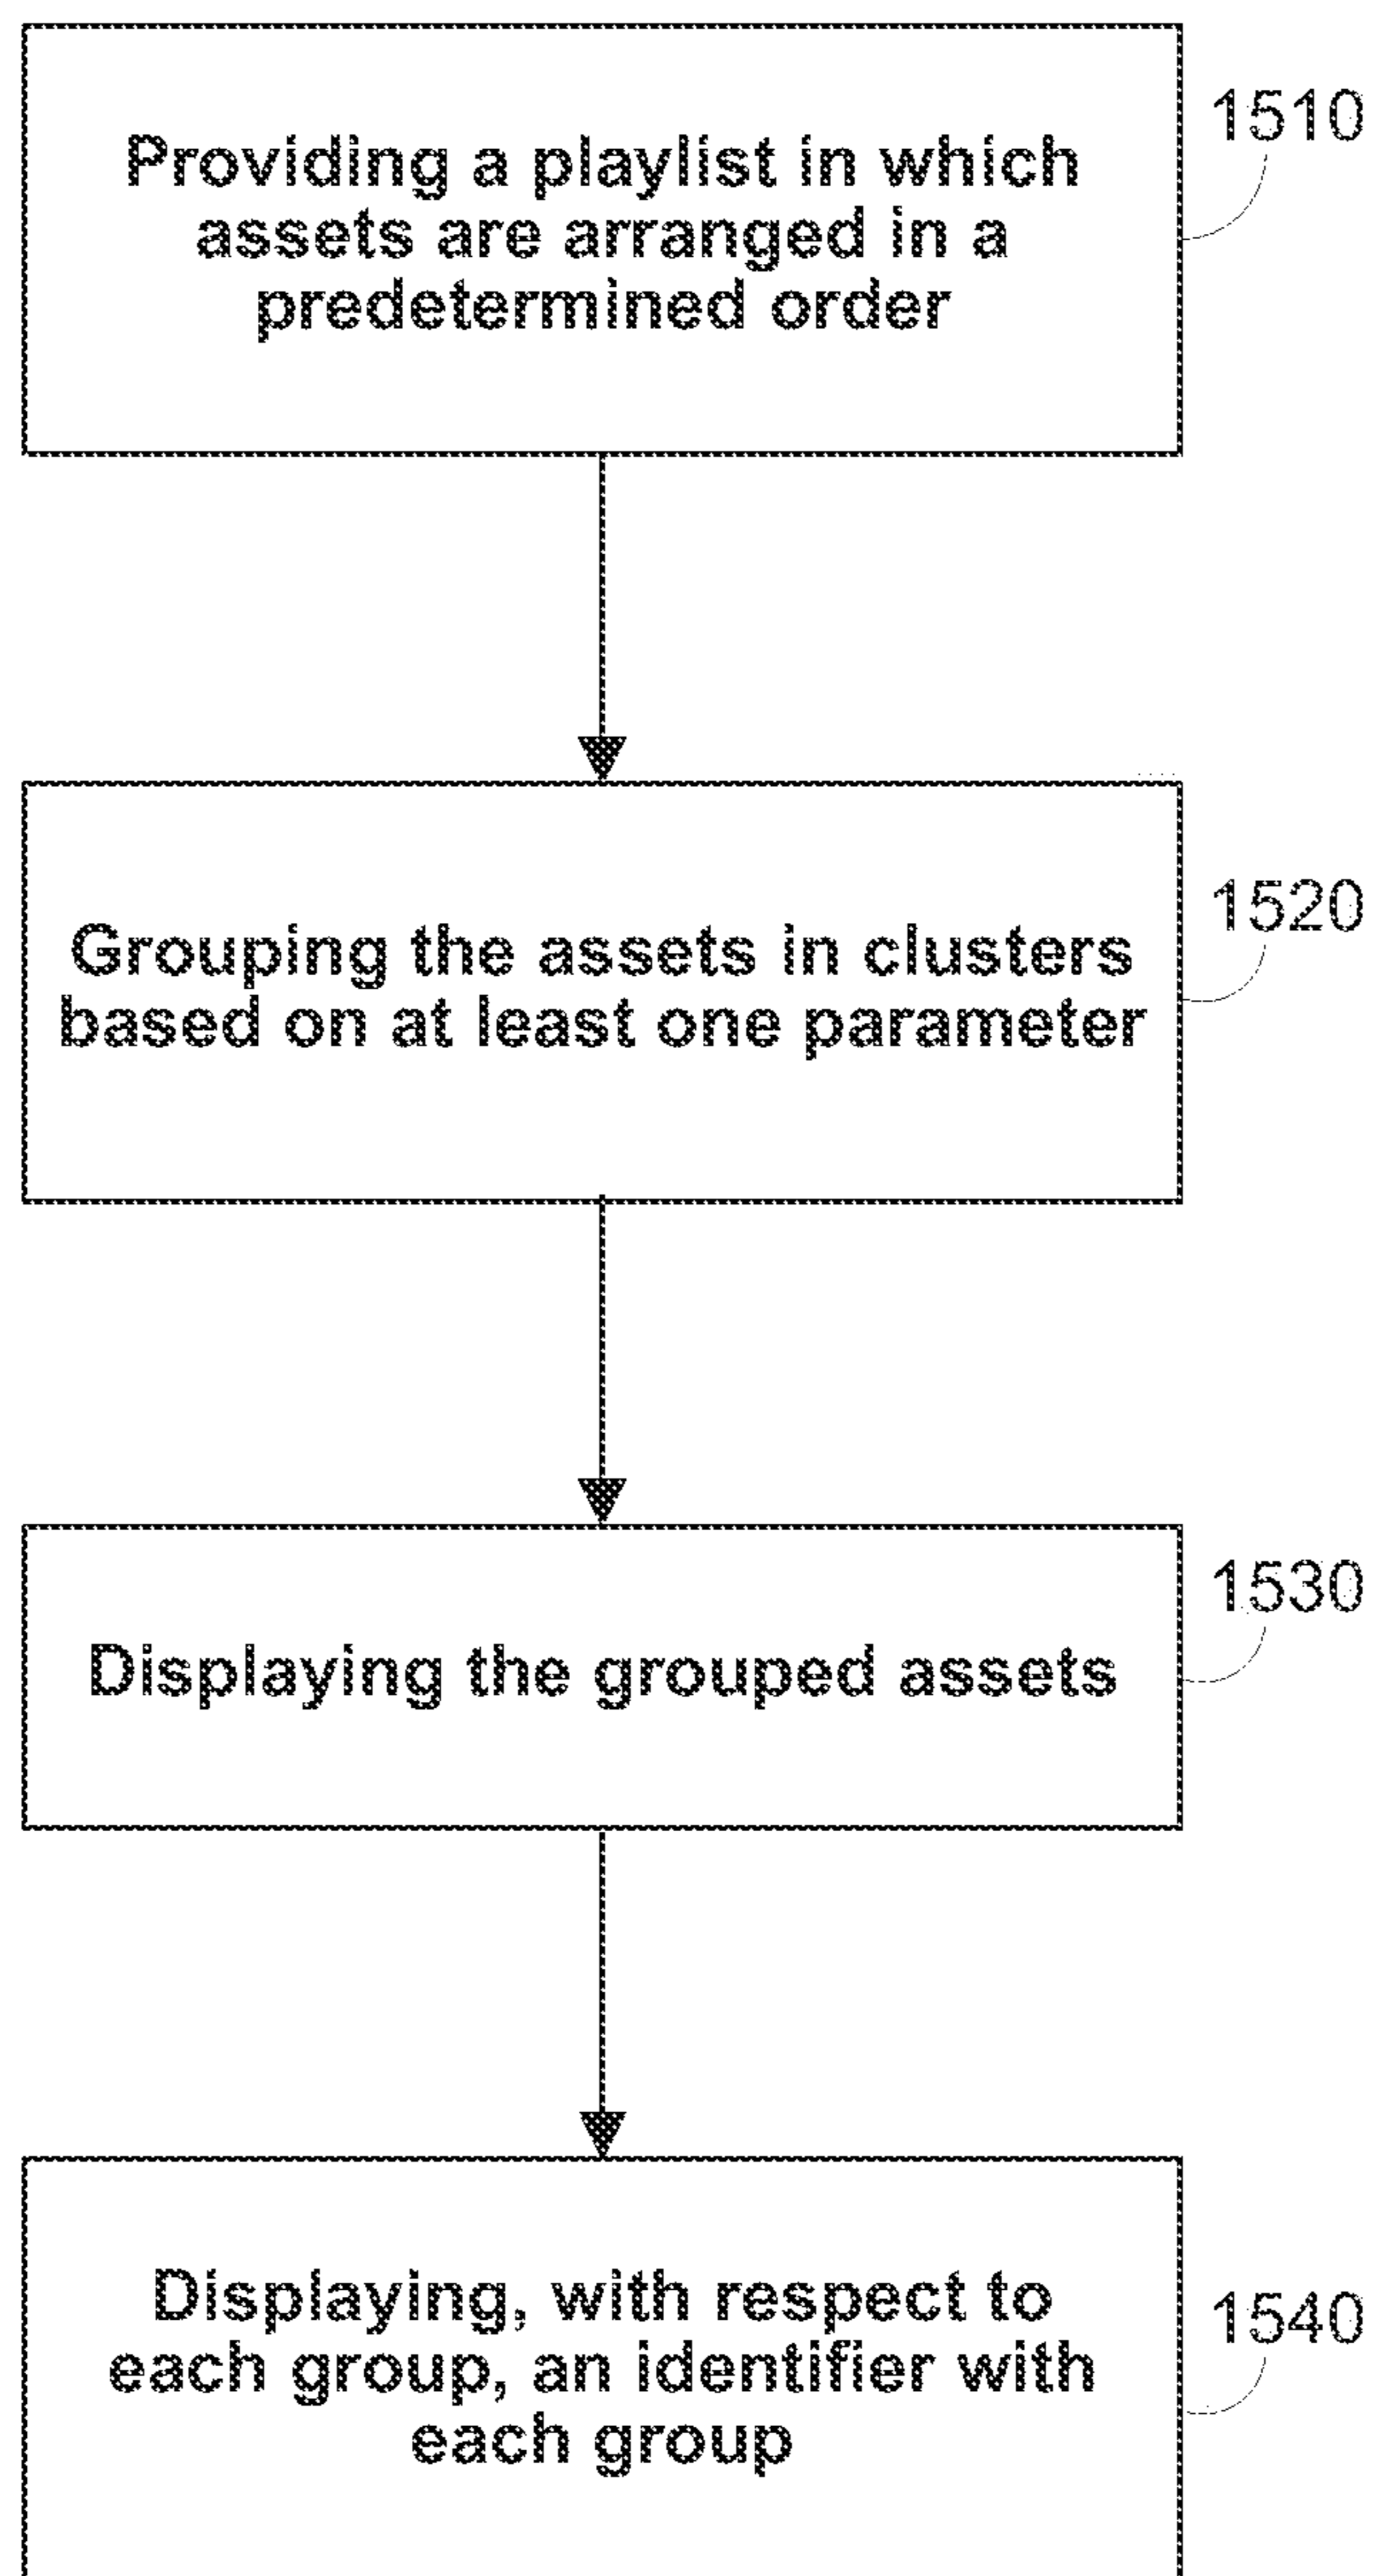 Providing a playlist in which
assets are arranged in a
predetermined order
1510
Grouping the assets in clusters
based on at least one parameter
1520
Displaying the grouped assets
1530
Displaying, with respect to
each group, an identifier with
each group
1540